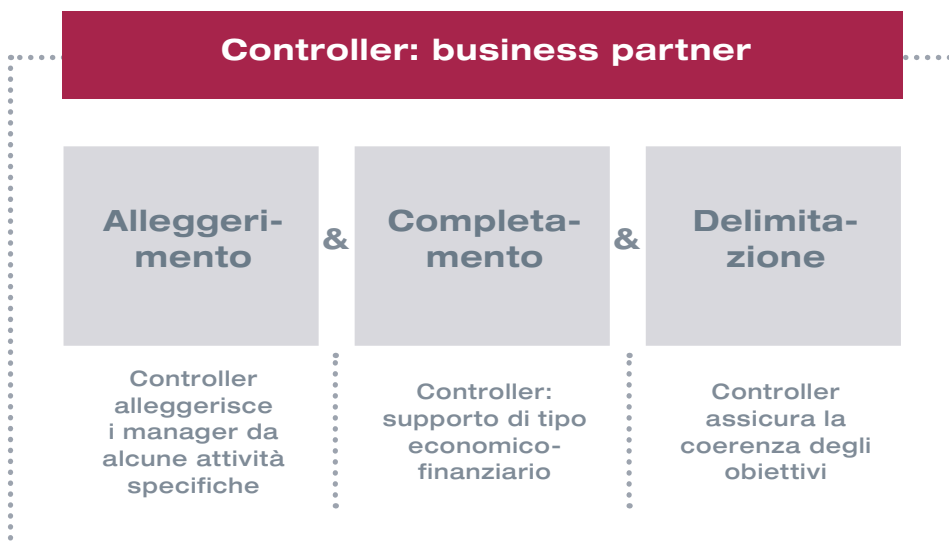 Controller: business partner
Alleggeri-
mento
&
Completa-
mento
&
Delimita-
zione
Controller
alleggerisce
i manager da
alcune attività
specifiche
Controller:
supporto di tipo
economico-
finanziario
Controller
assicura la
coerenza degli
obiettivi